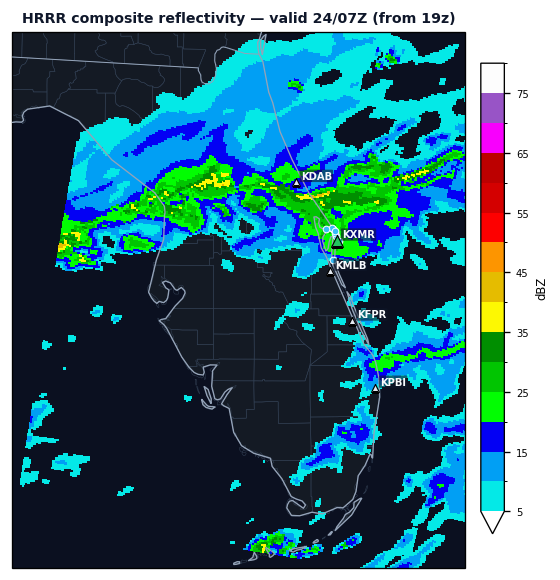 HRRR composite reflectivity — valid 24/07Z (from 19z)
KDAB
KXMR
KMLB
KFPR
KPBI
75
65
55
45
35
25
15
5
dBZ